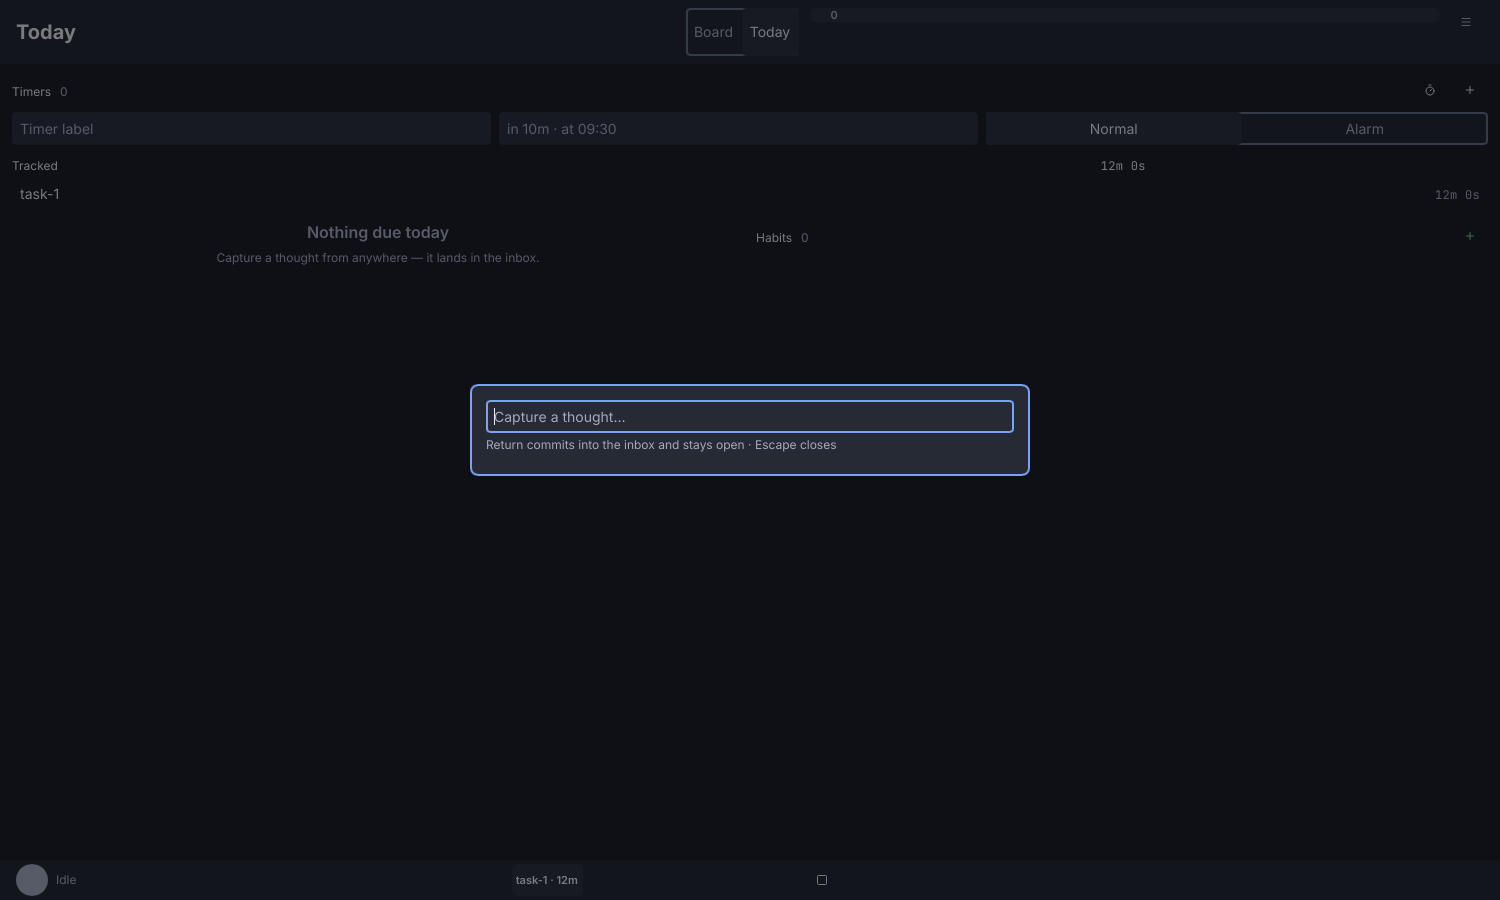 Today
Board Today
0
Timers 0
+
Timer label
in 10m · at 09:30
Normal
Alarm
Tracked
12m 0s
task-1
12m 0s
Nothing due today
Capture a thought from anywhere — it lands in the inbox.
Habits 0
+
Capture a thought...
Return commits into the inbox and stays open · Escape closes
Idle
task-1 · 12m